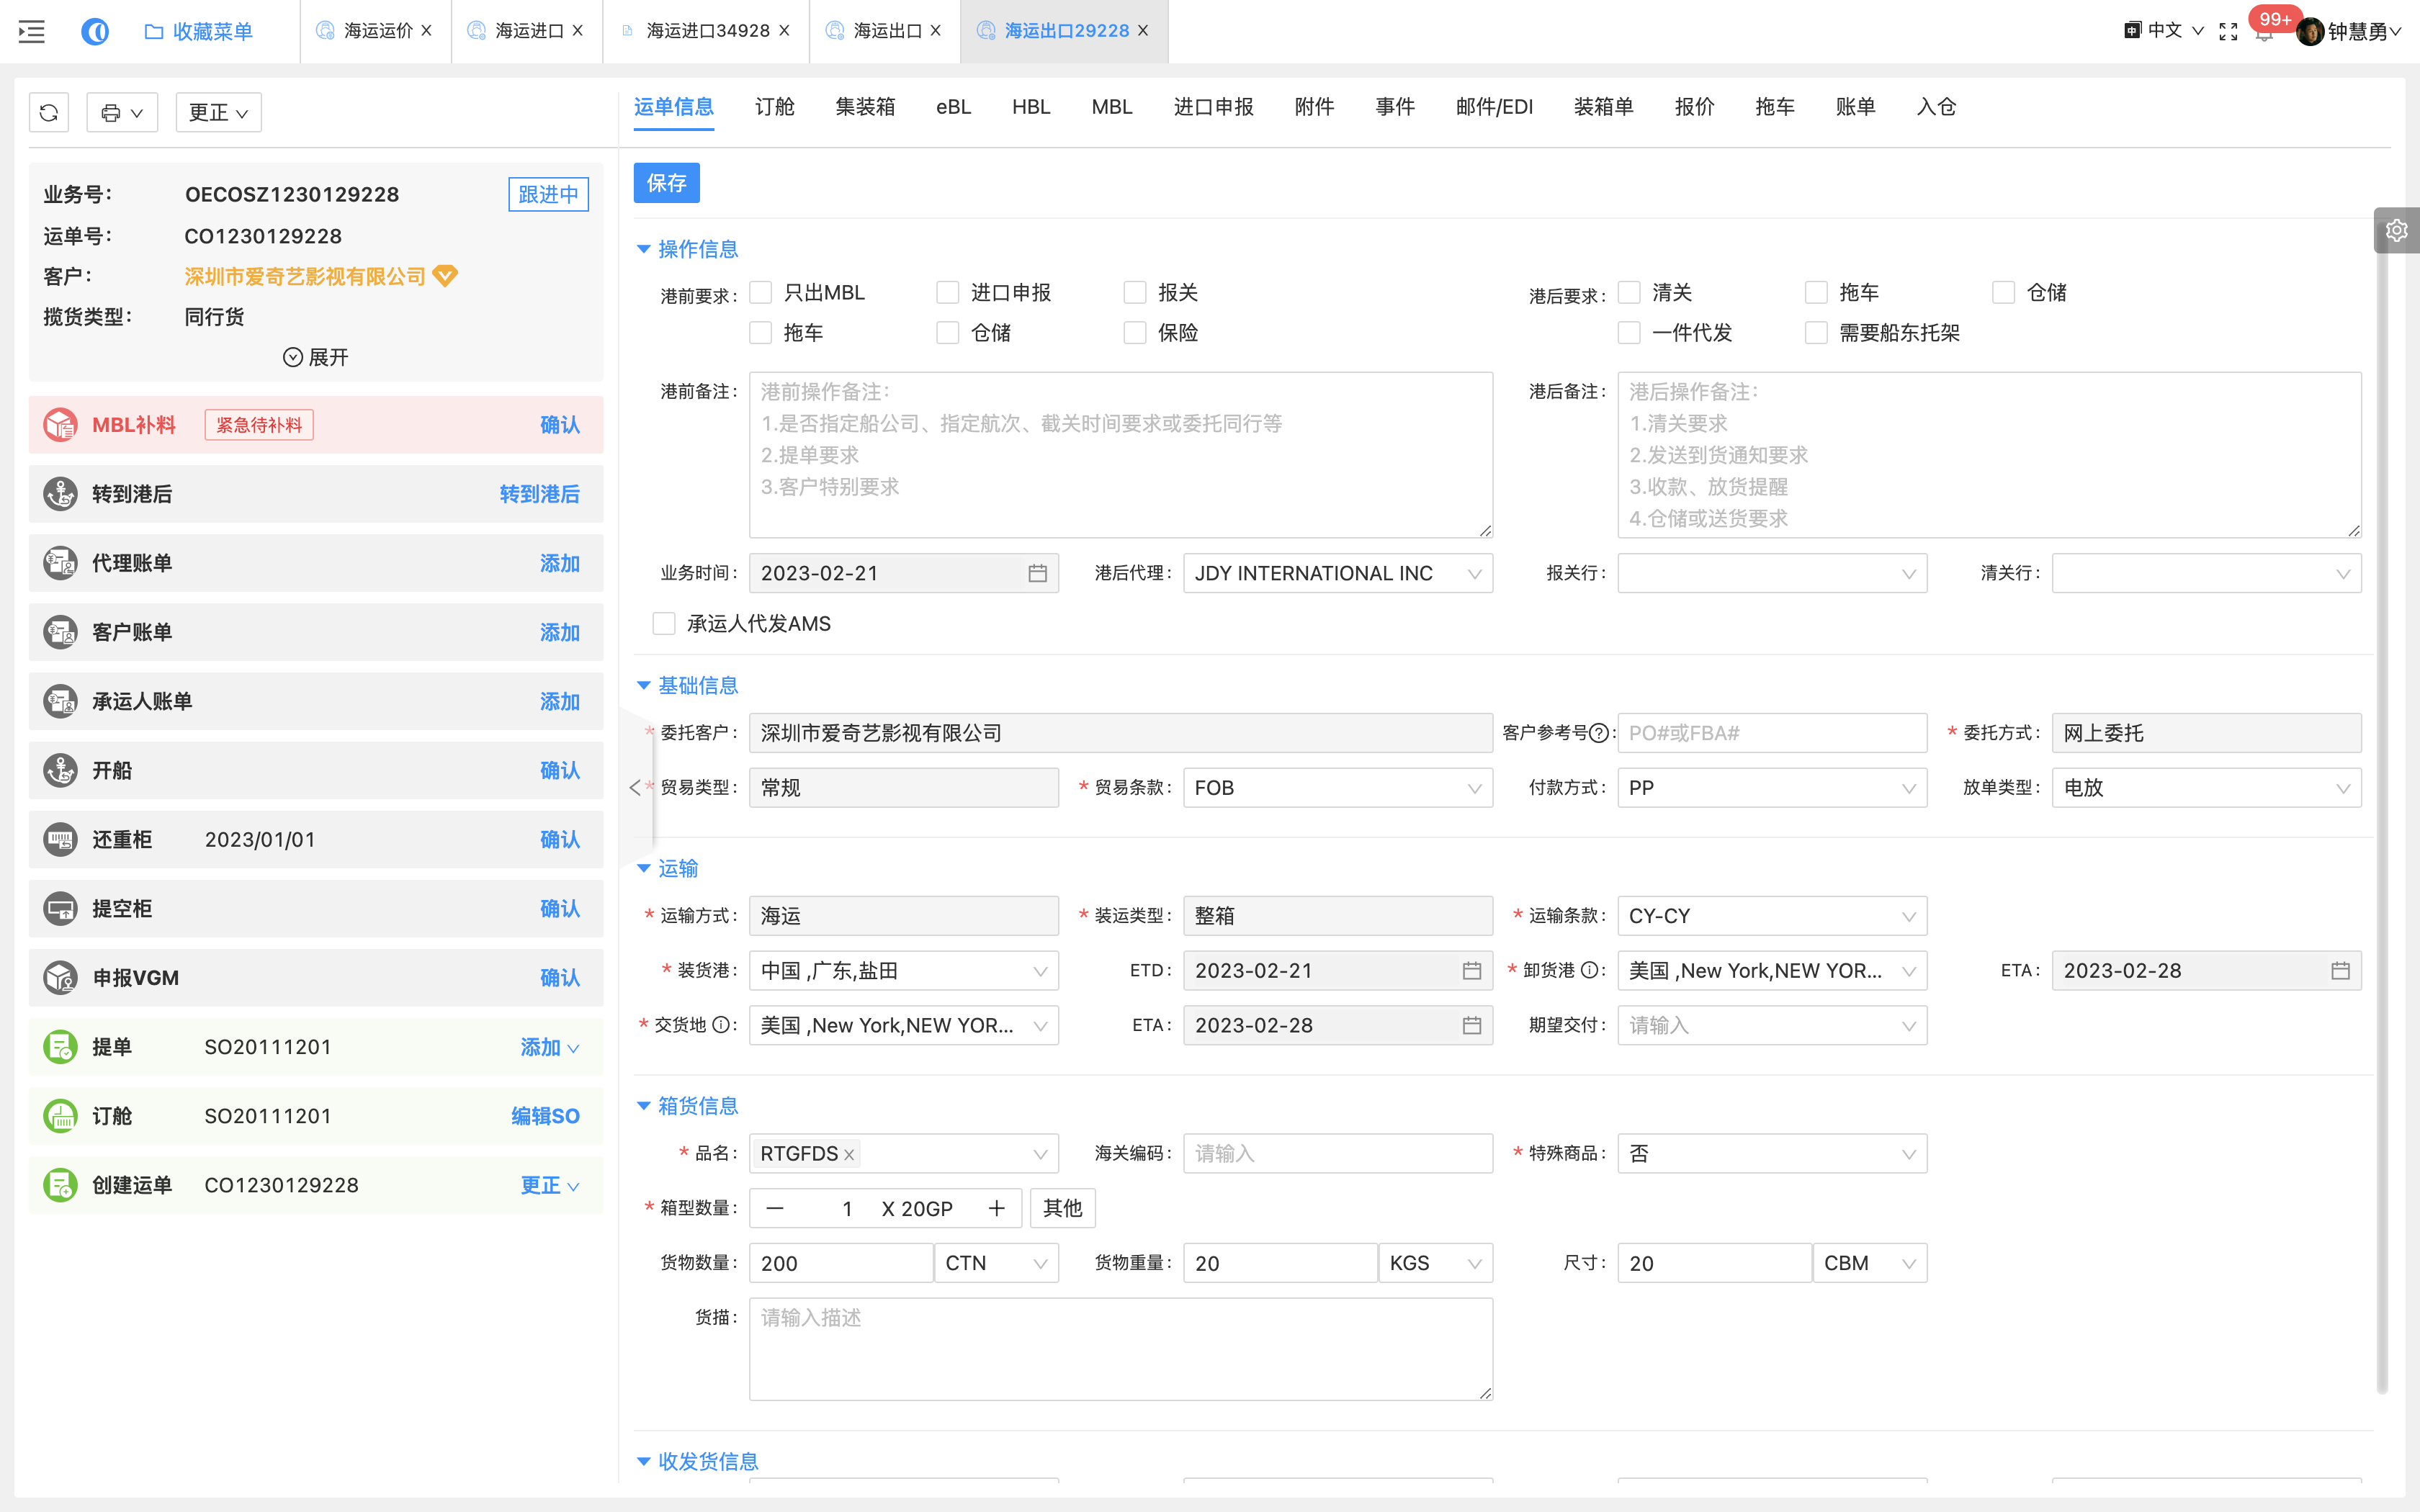 收藏菜单
海运运价
海运进口
海运进口34928
海运出口
海运出口29228
中文
99+
钟慧勇
更正
业务号:
OECOSZ1230129228
跟进中
运单号:
CO1230129228
客户:
深圳市爱奇艺影视有限公司
揽货类型:
同行货
展开
MBL补料
紧急待补料
确认
转到港后
转到港后
代理账单
添加
客户账单
添加
承运人账单
添加
开船
确认
还重柜
2023/01/01
确认
提空柜
确认
申报VGM
确认
提单
SO20111201
添加
订舱
SO20111201
编辑SO
创建运单
CO1230129228
更正
运单信息
订舱
集装箱
eBL
HBL
MBL
进口申报
附件
事件
邮件/EDI
装箱单
报价
拖车
账单
入仓
保存
操作信息
港前要求:
只出MBL
进口申报
报关
拖车
仓储
保险
港后要求:
清关
拖车
仓储
一件代发
需要船东托架
港前备注:
港前操作备注:
1.是否指定船公司、指定航次、截关时间要求或委托同行等
2.提单要求
3.客户特别要求
港后备注:
港后操作备注:
1.清关要求
2.发送到货通知要求
3.收款、放货提醒
4.仓储或送货要求
业务时间:
2023-02-21
港后代理:
JDY INTERNATIONAL INC
报关行:
清关行:
承运人代发AMS
基础信息
* 委托客户:
深圳市爱奇艺影视有限公司
客户参考号?:
PO#或FBA#
* 委托方式:
网上委托
* 贸易类型:
常规
* 贸易条款:
FOB
付款方式:
PP
放单类型:
电放
运输
* 运输方式:
海运
* 装运类型:
整箱
* 运输条款:
CY-CY
* 装货港:
中国 ,广东,盐田
ETD:
2023-02-21
* 卸货港 :
美国 ,New York,NEW YOR...
ETA:
2023-02-28
* 交货地 :
美国 ,New York,NEW YOR...
ETA:
2023-02-28
期望交付:
请输入
箱货信息
* 品名:
RTGFDS
海关编码:
请输入
* 特殊商品:
否
* 箱型数量:
1 X 20GP
其他
货物数量:
200
CTN
货物重量:
20
KGS
尺寸:
20
CBM
货描:
请输入描述
收发货信息